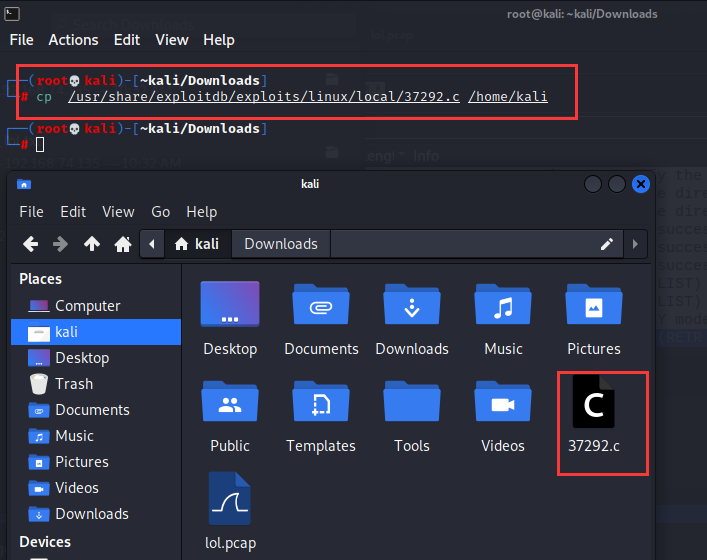 root@kali: ~kali/Downloads
File Actions Edit View Help
(root💀kali)-[~kali/Downloads]
# cp /usr/share/exploitdb/exploits/linux/local/37292.c /home/kali
(root💀kali)-[~kali/Downloads]
#
kali
File Edit View Go Help
kali Downloads
Places
Computer
kali
Desktop
Trash
Documents
Music
Pictures
Videos
Downloads
Devices
Desktop Documents Downloads Music Pictures
Public Templates Tools Videos C 37292.c
lol.pcap